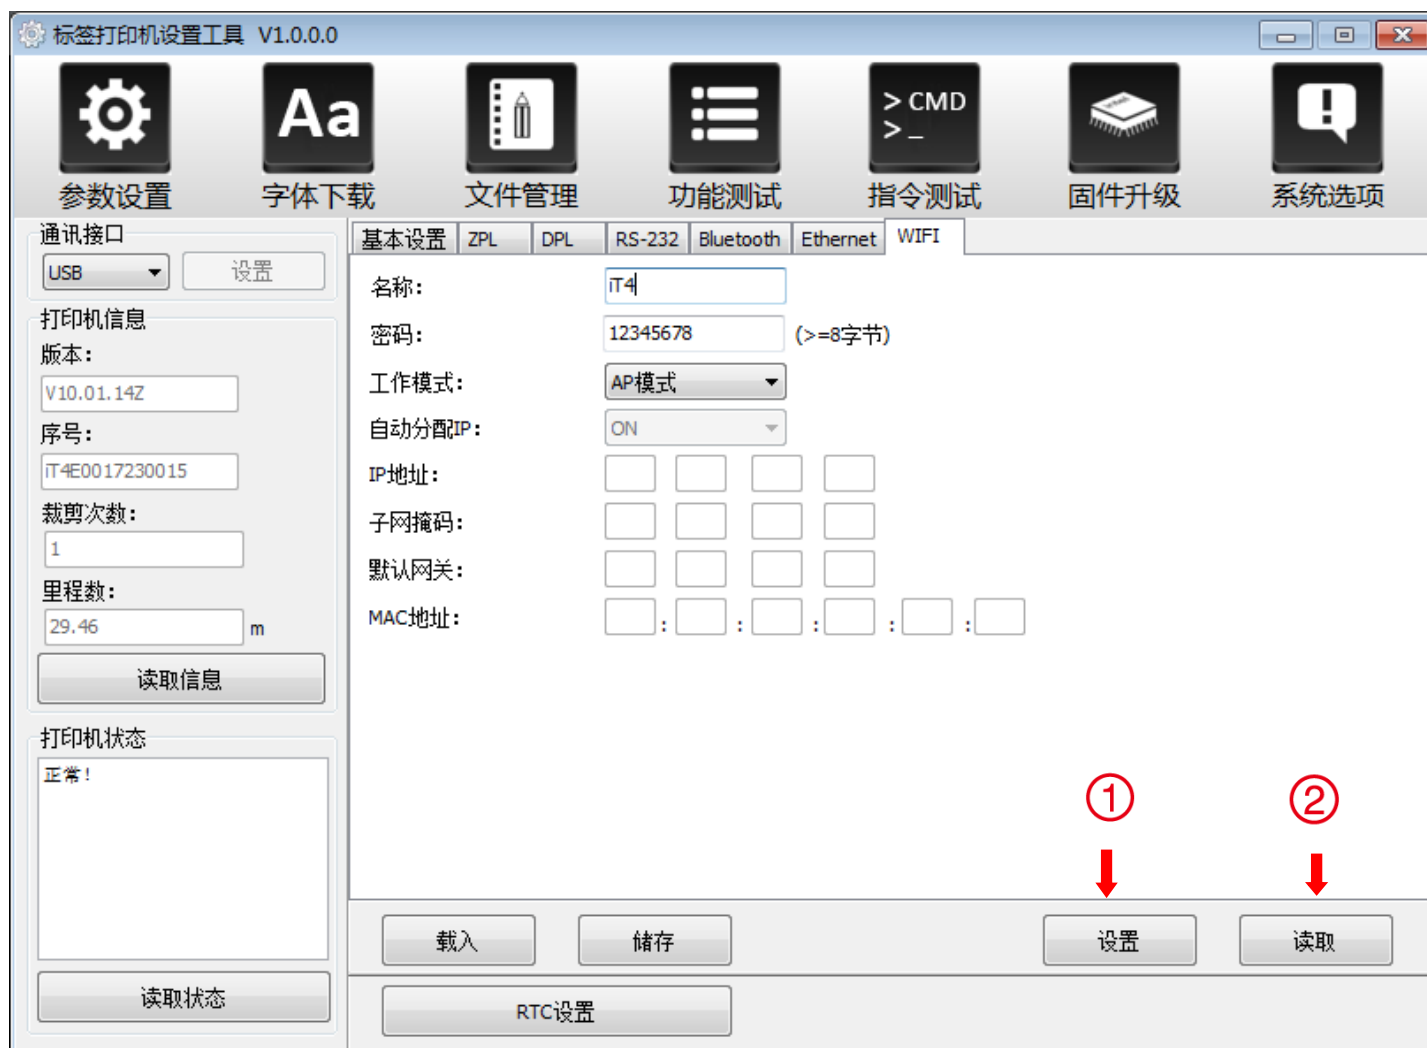 标签打印机设置工具 V1.0.0.0
Aa
> CMD
>_
参数设置 字体下载 文件管理 功能测试 指令测试 固件升级 系统选项
通讯接口
USB 设置
打印机信息
版本:
V10.01.14Z
序号:
iT4E0017230015
裁剪次数:
1
里程数:
29.46 m
读取信息
打印机状态
正常!
读取状态
基本设置 ZPL DPL RS-232 Bluetooth Ethernet WIFI
名称: iT4
密码: 12345678 (>=8字节)
工作模式: AP模式
自动分配IP: ON
IP地址:
子网掩码:
默认网关:
MAC地址: : : : : :
① ②
载入 储存 设置 读取
RTC设置